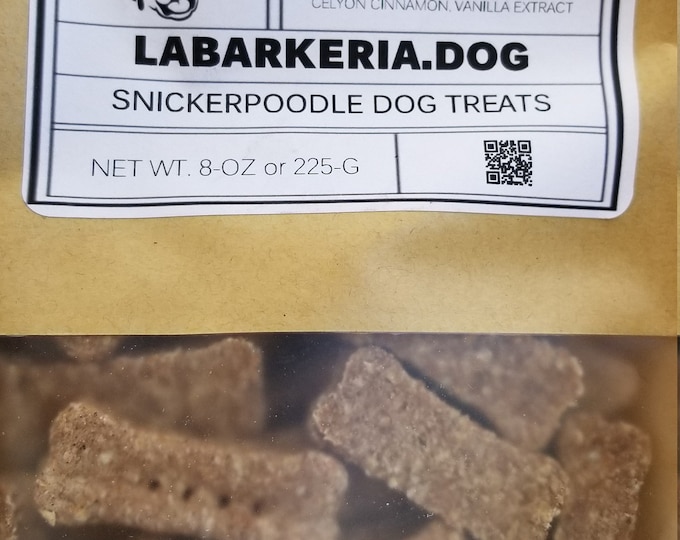 CELYON CINNAMON, VANILLA EXTRACT
LABARKERIA.DOG
SNICKERPOODLE DOG TREATS
NET WT. 8-OZ or 225-G